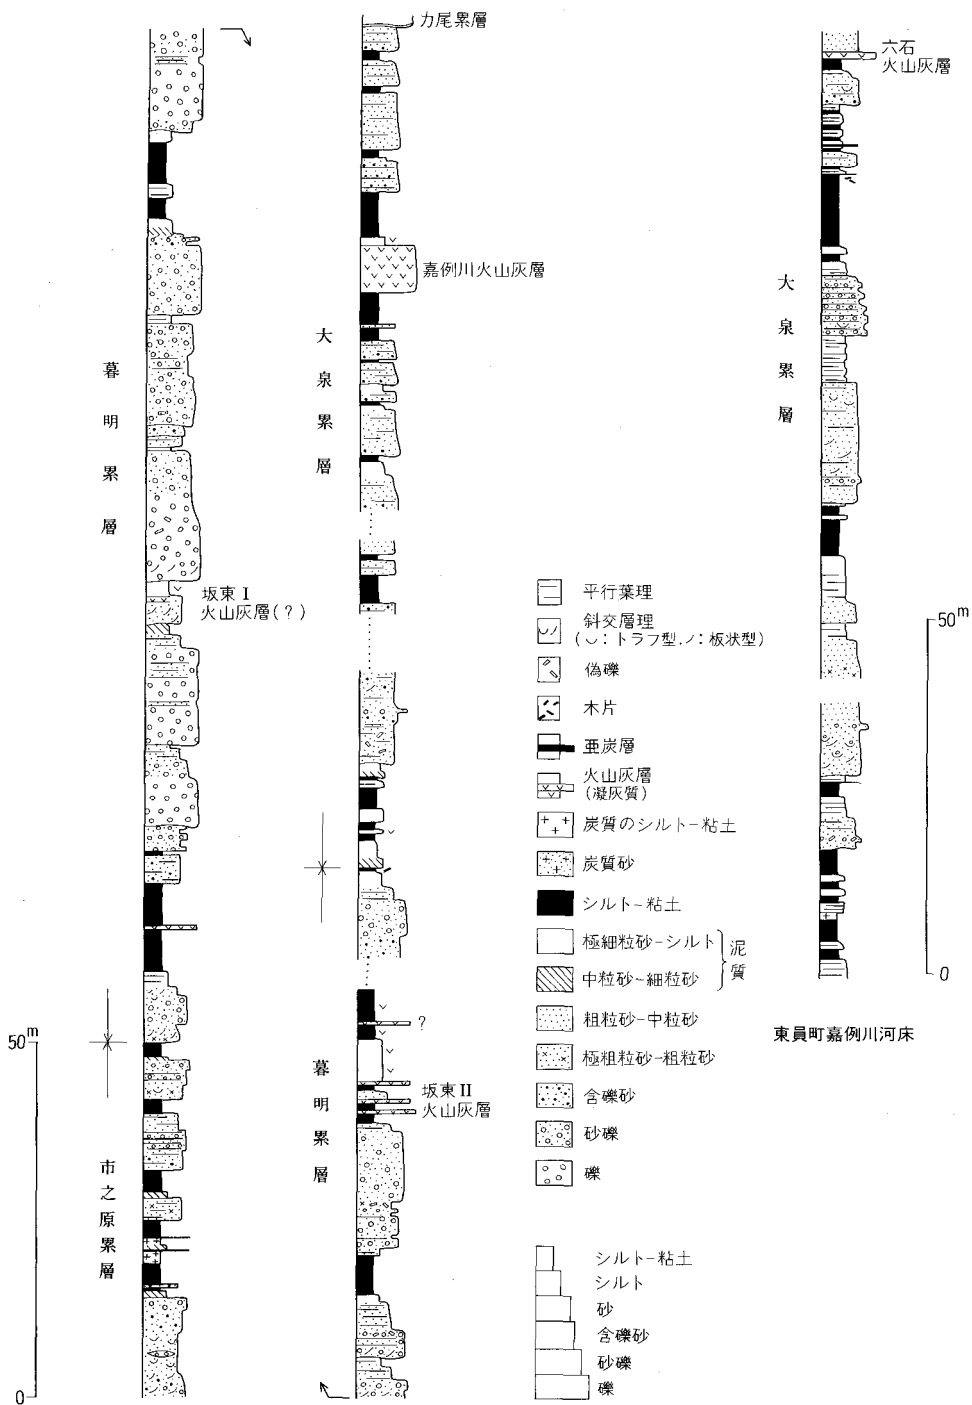 力尾累層
六石
火山灰層
嘉例川火山灰層
大泉累層
大泉累層
暮明累層
坂東 I
火山灰層(?)
50m
0
市之原累層
?
坂東 II
火山灰層
暮明累層
平行葉理
斜交層理
(⌣: トラフ型, ノ: 板状型)
偽礫
木片
亜炭層
火山灰層
(凝灰質)
炭質のシルト-粘土
炭質砂
シルト-粘土
極細粒砂-シルト
中粒砂-細粒砂
泥質
粗粒砂-中粒砂
極粗粒砂-粗粒砂
含礫砂
砂礫
礫
シルト-粘土
シルト
砂
含礫砂
砂礫
礫
50m
0
東員町嘉例川河床